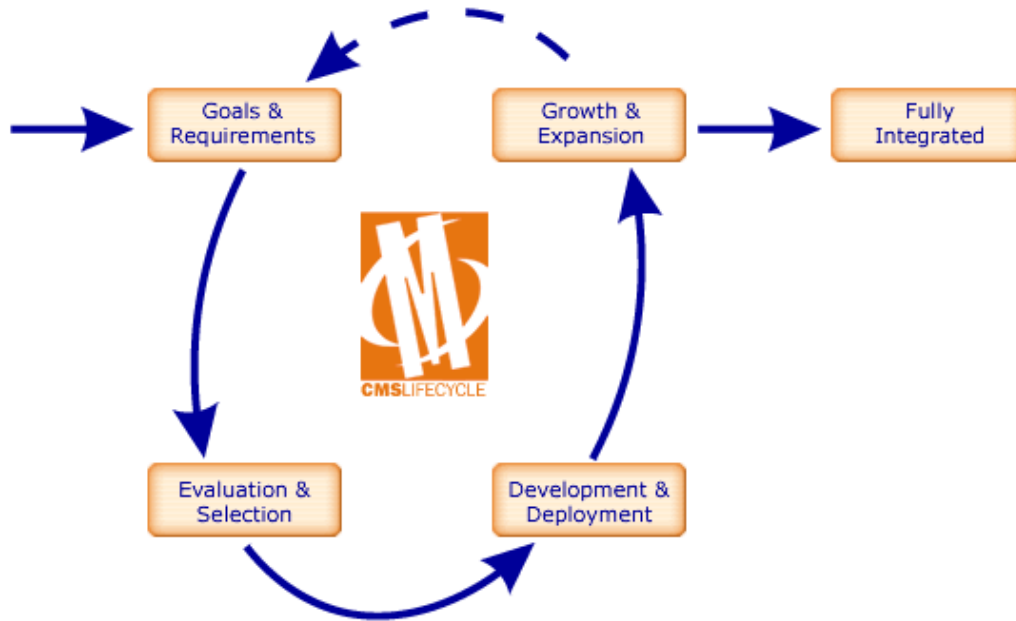 Goals &
Requirements
Growth &
Expansion
Fully
Integrated
CMSLIFECYCLE
Evaluation &
Selection
Development &
Deployment